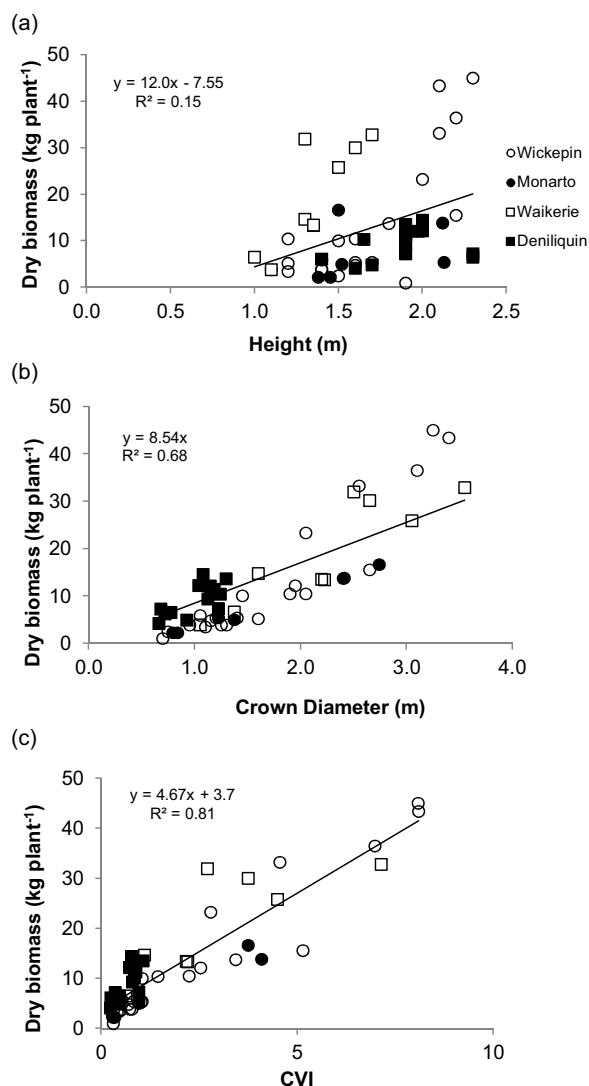 (a)
Dry biomass (kg plant⁻¹)
50
40
30
20
10
0
y = 12.0x - 7.55
R² = 0.15
Wickepin
Monarto
Waikerie
Deniliquin
0.0 0.5 1.0 1.5 2.0 2.5
Height (m)
(b)
Dry biomass (kg plant⁻¹)
50
40
30
20
10
0
y = 8.54x
R² = 0.68
0.0 1.0 2.0 3.0 4.0
Crown Diameter (m)
(c)
Dry biomass (kg plant⁻¹)
50
40
30
20
10
0
y = 4.67x + 3.7
R² = 0.81
0 5 10
CVI